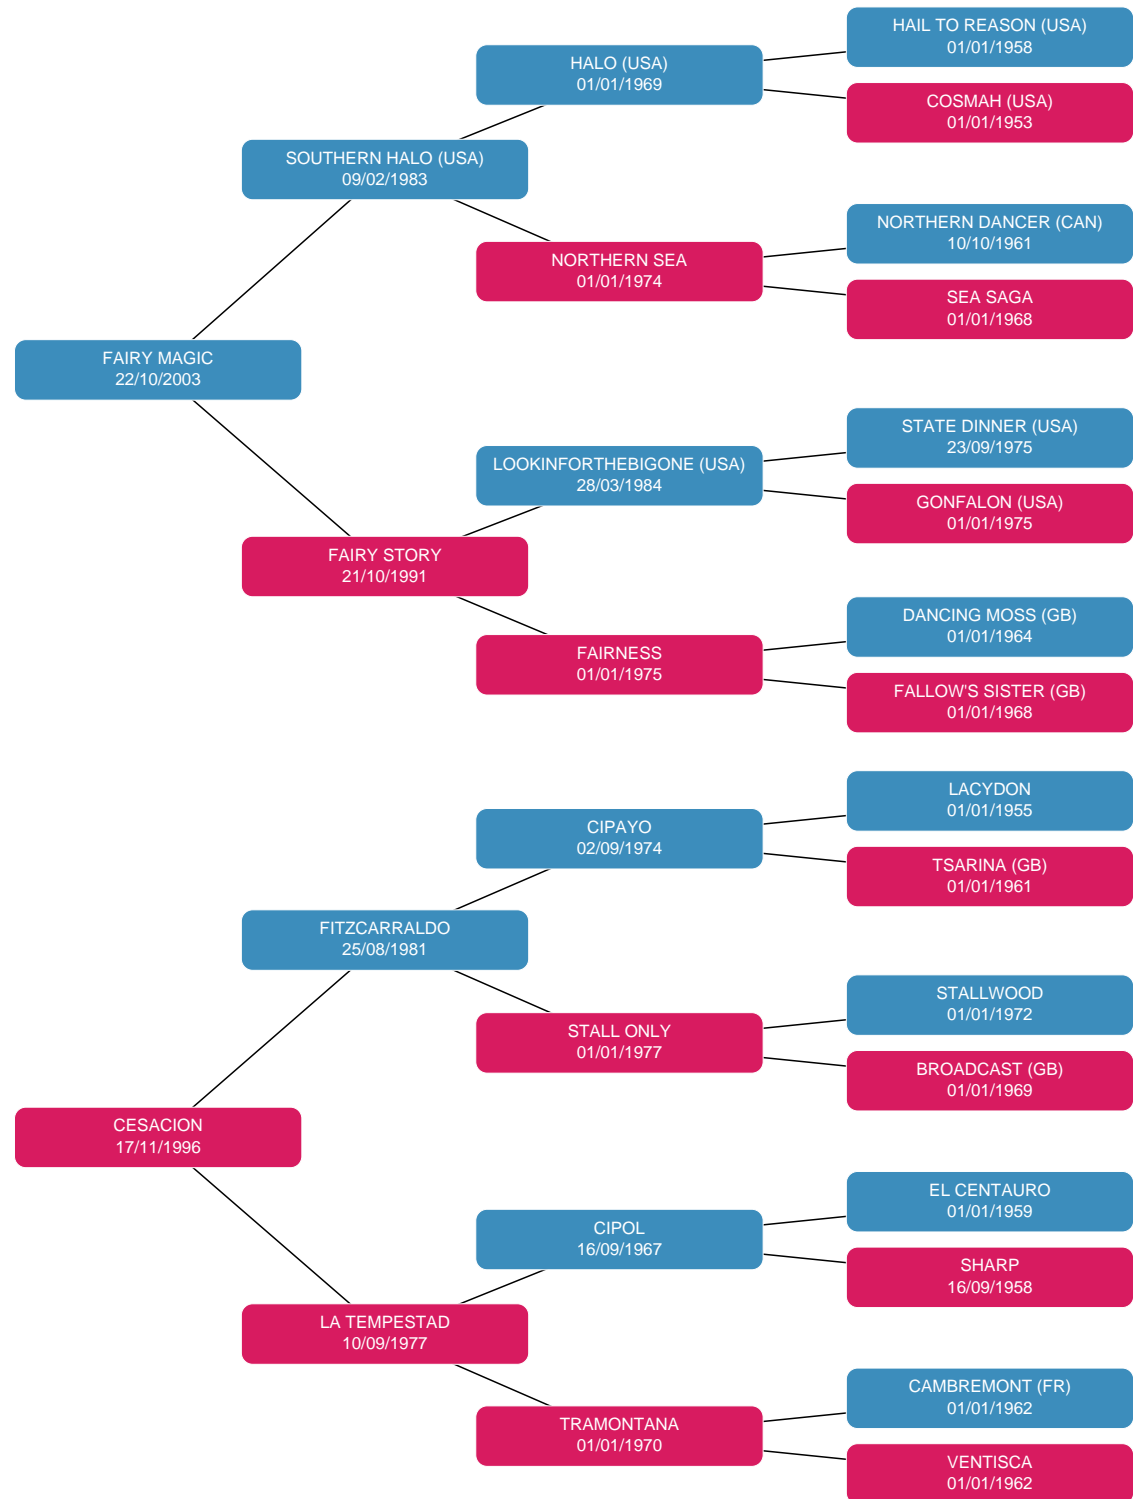 HAIL TO REASON (USA)
01/01/1958
HALO (USA)
01/01/1969
COSMAH (USA)
01/01/1953
SOUTHERN HALO (USA)
09/02/1983
NORTHERN DANCER (CAN)
10/10/1961
NORTHERN SEA
01/01/1974
SEA SAGA
01/01/1968
FAIRY MAGIC
22/10/2003
STATE DINNER (USA)
23/09/1975
LOOKINFORTHEBIGONE (USA)
28/03/1984
GONFALON (USA)
01/01/1975
FAIRY STORY
21/10/1991
DANCING MOSS (GB)
01/01/1964
FAIRNESS
01/01/1975
FALLOW'S SISTER (GB)
01/01/1968
LACYDON
01/01/1955
CIPAYO
02/09/1974
TSARINA (GB)
01/01/1961
FITZCARRALDO
25/08/1981
STALLWOOD
01/01/1972
STALL ONLY
01/01/1977
BROADCAST (GB)
01/01/1969
CESACION
17/11/1996
EL CENTAURO
01/01/1959
CIPOL
16/09/1967
SHARP
16/09/1958
LA TEMPESTAD
10/09/1977
CAMBREMONT (FR)
01/01/1962
TRAMONTANA
01/01/1970
VENTISCA
01/01/1962